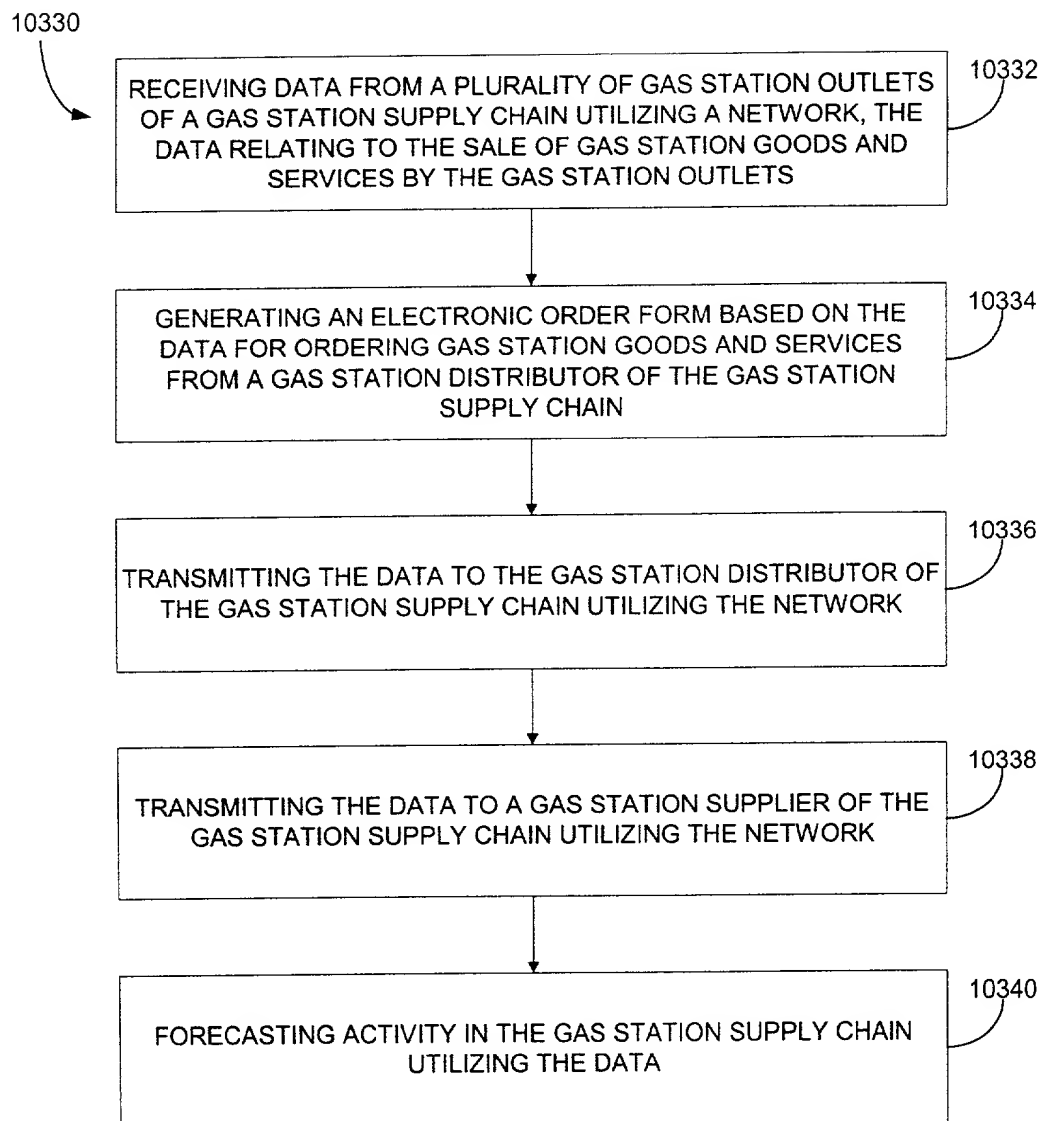 10330
10332
RECEIVING DATA FROM A PLURALITY OF GAS STATION OUTLETS
OF A GAS STATION SUPPLY CHAIN UTILIZING A NETWORK, THE
DATA RELATING TO THE SALE OF GAS STATION GOODS AND
SERVICES BY THE GAS STATION OUTLETS
10334
GENERATING AN ELECTRONIC ORDER FORM BASED ON THE
DATA FOR ORDERING GAS STATION GOODS AND SERVICES
FROM A GAS STATION DISTRIBUTOR OF THE GAS STATION
SUPPLY CHAIN
10336
TRANSMITTING THE DATA TO THE GAS STATION DISTRIBUTOR OF
THE GAS STATION SUPPLY CHAIN UTILIZING THE NETWORK
10338
TRANSMITTING THE DATA TO A GAS STATION SUPPLIER OF THE
GAS STATION SUPPLY CHAIN UTILIZING THE NETWORK
10340
FORECASTING ACTIVITY IN THE GAS STATION SUPPLY CHAIN
UTILIZING THE DATA